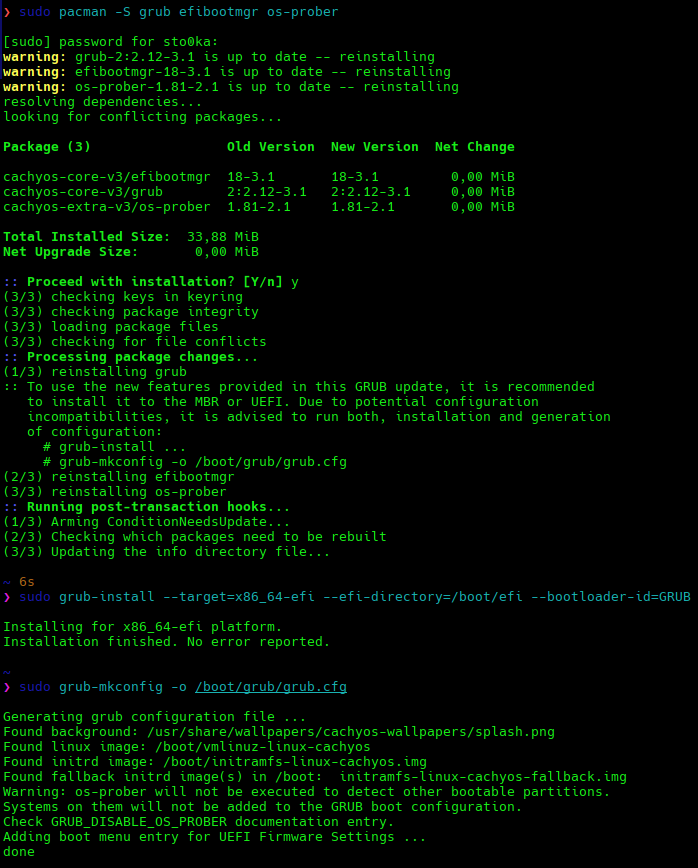 ❯ sudo pacman -S grub efibootmgr os-prober
[sudo] password for sto0ka:
warning: grub-2:2.12-3.1 is up to date -- reinstalling
warning: efibootmgr-18-3.1 is up to date -- reinstalling
warning: os-prober-1.81-2.1 is up to date -- reinstalling
resolving dependencies...
looking for conflicting packages...
Package (3) Old Version New Version Net Change
cachyos-core-v3/efibootmgr 18-3.1 18-3.1 0,00 MiB
cachyos-core-v3/grub 2:2.12-3.1 2:2.12-3.1 0,00 MiB
cachyos-extra-v3/os-prober 1.81-2.1 1.81-2.1 0,00 MiB
Total Installed Size: 33,88 MiB
Net Upgrade Size: 0,00 MiB
:: Proceed with installation? [Y/n] y
(3/3) checking keys in keyring
(3/3) checking package integrity
(3/3) loading package files
(3/3) checking for file conflicts
:: Processing package changes...
(1/3) reinstalling grub
:: To use the new features provided in this GRUB update, it is recommended
to install it to the MBR or UEFI. Due to potential configuration
incompatibilities, it is advised to run both, installation and generation
of configuration:
# grub-install ...
# grub-mkconfig -o /boot/grub/grub.cfg
(2/3) reinstalling efibootmgr
(3/3) reinstalling os-prober
:: Running post-transaction hooks...
(1/3) Arming ConditionNeedsUpdate...
(2/3) Checking which packages need to be rebuilt
(3/3) Updating the info directory file...
~ 6s
❯ sudo grub-install --target=x86_64-efi --efi-directory=/boot/efi --bootloader-id=GRUB
Installing for x86_64-efi platform.
Installation finished. No error reported.
~
❯ sudo grub-mkconfig -o /boot/grub/grub.cfg
Generating grub configuration file ...
Found background: /usr/share/wallpapers/cachyos-wallpapers/splash.png
Found linux image: /boot/vmlinuz-linux-cachyos
Found initrd image: /boot/initramfs-linux-cachyos.img
Found fallback initrd image(s) in /boot:  initramfs-linux-cachyos-fallback.img
Warning: os-prober will not be executed to detect other bootable partitions.
Systems on them will not be added to the GRUB boot configuration.
Check GRUB_DISABLE_OS_PROBER documentation entry.
Adding boot menu entry for UEFI Firmware Settings ...
done